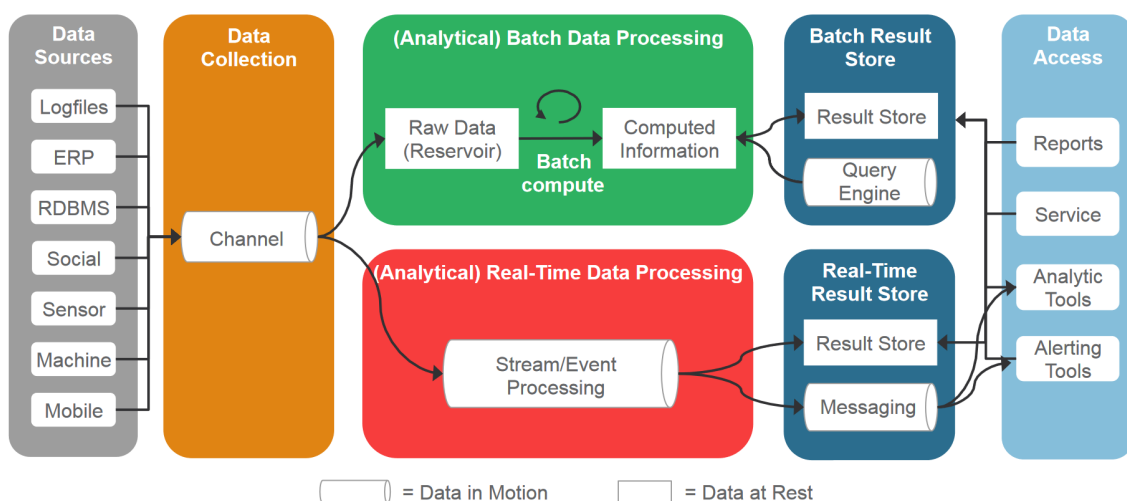 Data
Sources
Logfiles
ERP
RDBMS
Social
Sensor
Machine
Mobile
Data
Collection
Channel
(Analytical) Batch Data Processing
Raw Data
(Reservoir)
Batch
compute
Computed
Information
(Analytical) Real-Time Data Processing
Stream/Event
Processing
Batch Result
Store
Result Store
Query
Engine
Real-Time
Result Store
Result Store
Messaging
Data
Access
Reports
Service
Analytic
Tools
Alerting
Tools
= Data in Motion
= Data at Rest